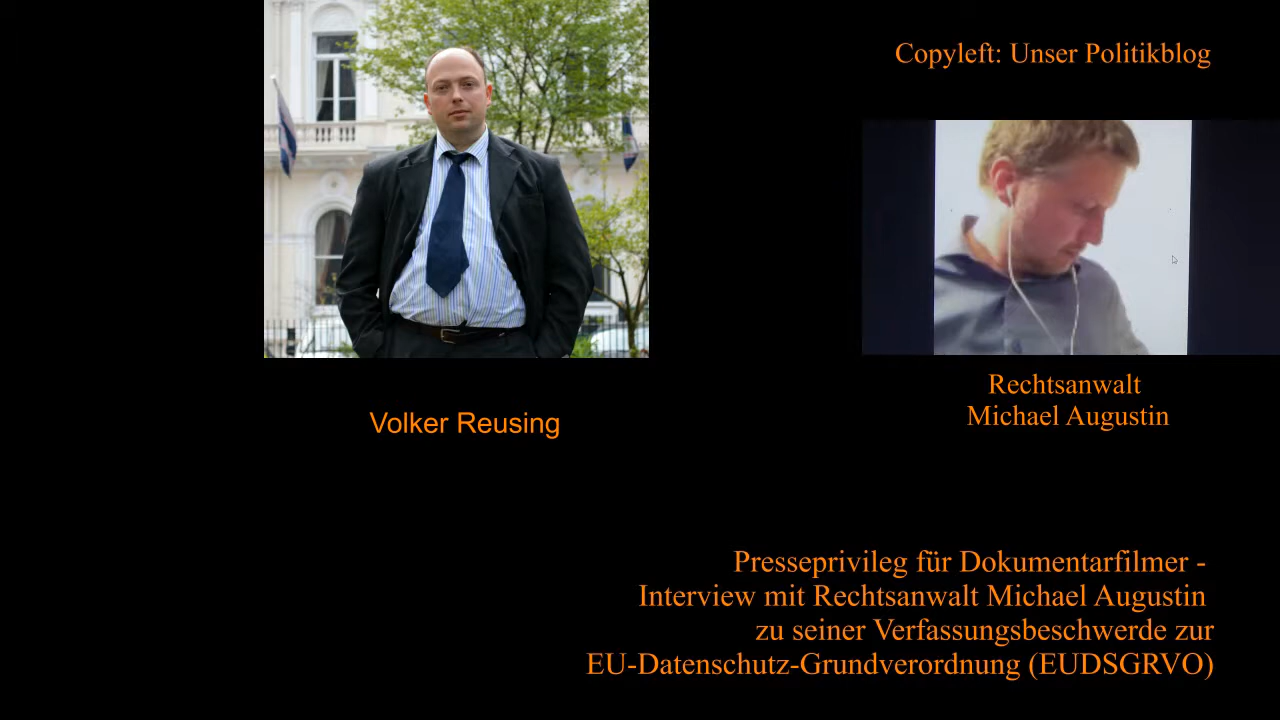 Copyleft: Unser Politikblog
Volker Reusing
Rechtsanwalt
Michael Augustin
Presseprivileg für Dokumentarfilmer -
Interview mit Rechtsanwalt Michael Augustin
zu seiner Verfassungsbeschwerde zur
EU-Datenschutz-Grundverordnung (EUDSGRVO)